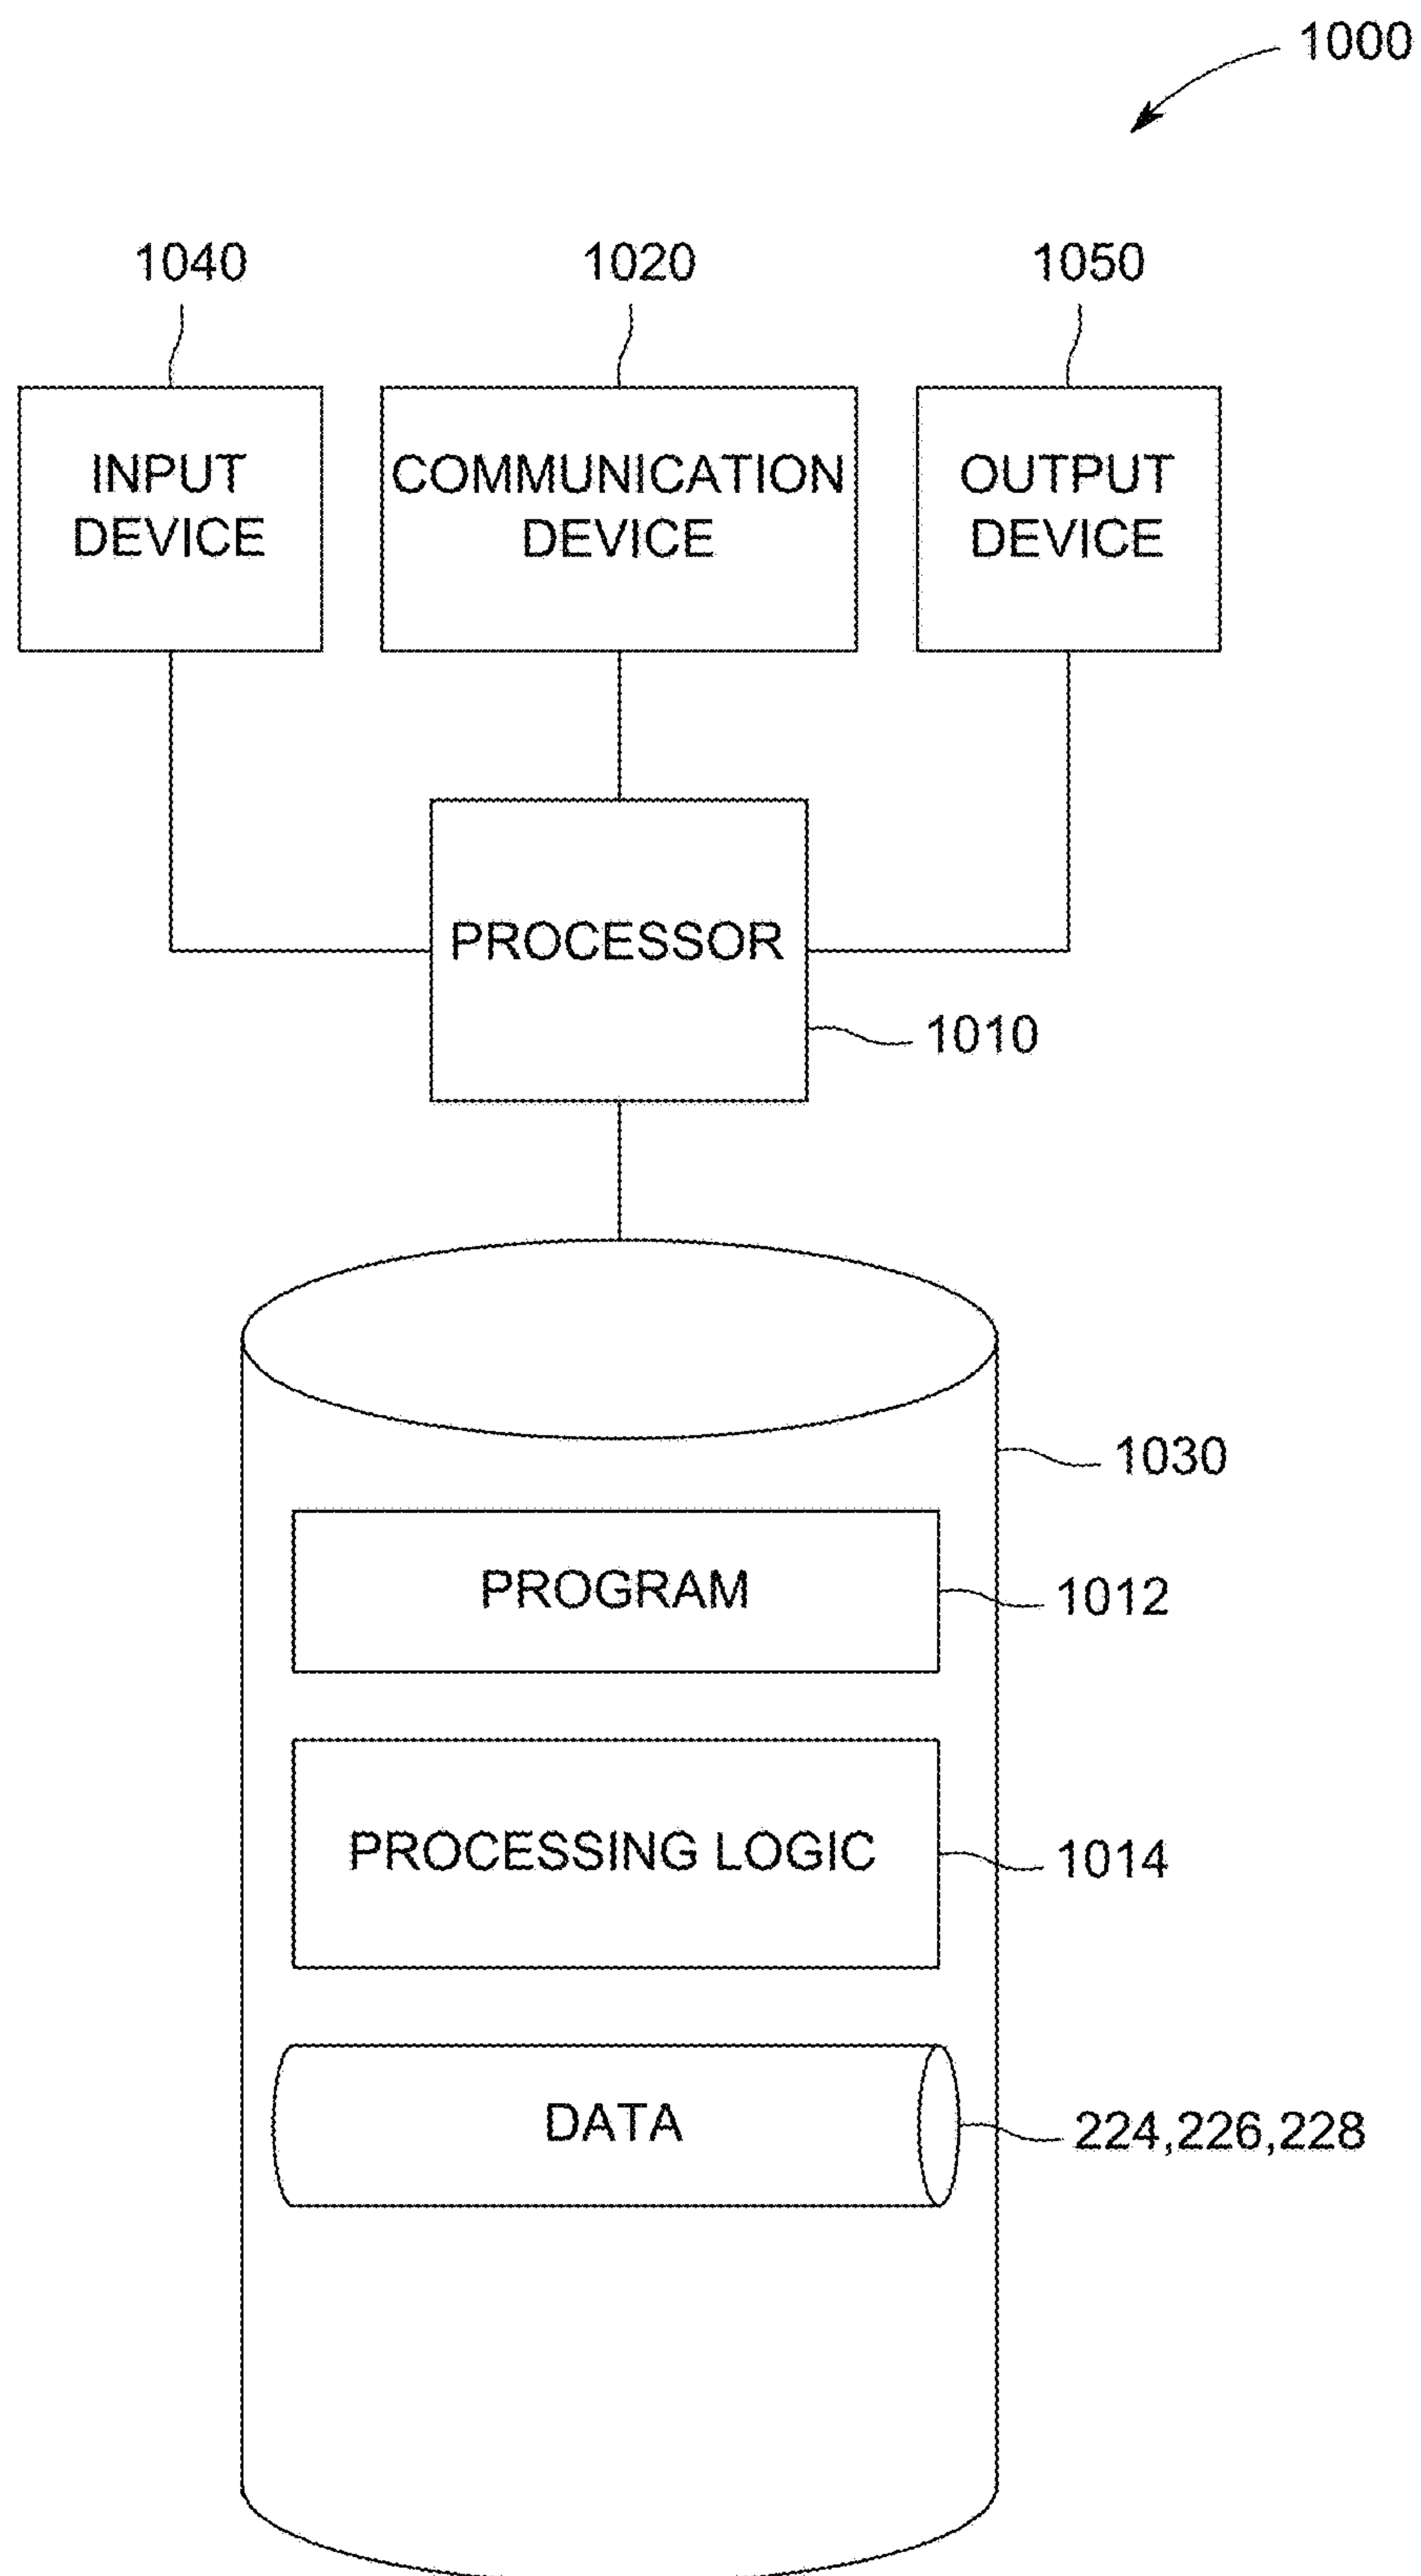 1000
1040
1020
1050
INPUT
DEVICE
COMMUNICATION
DEVICE
OUTPUT
DEVICE
PROCESSOR
1010
1030
PROGRAM
1012
PROCESSING LOGIC
1014
DATA
224,226,228